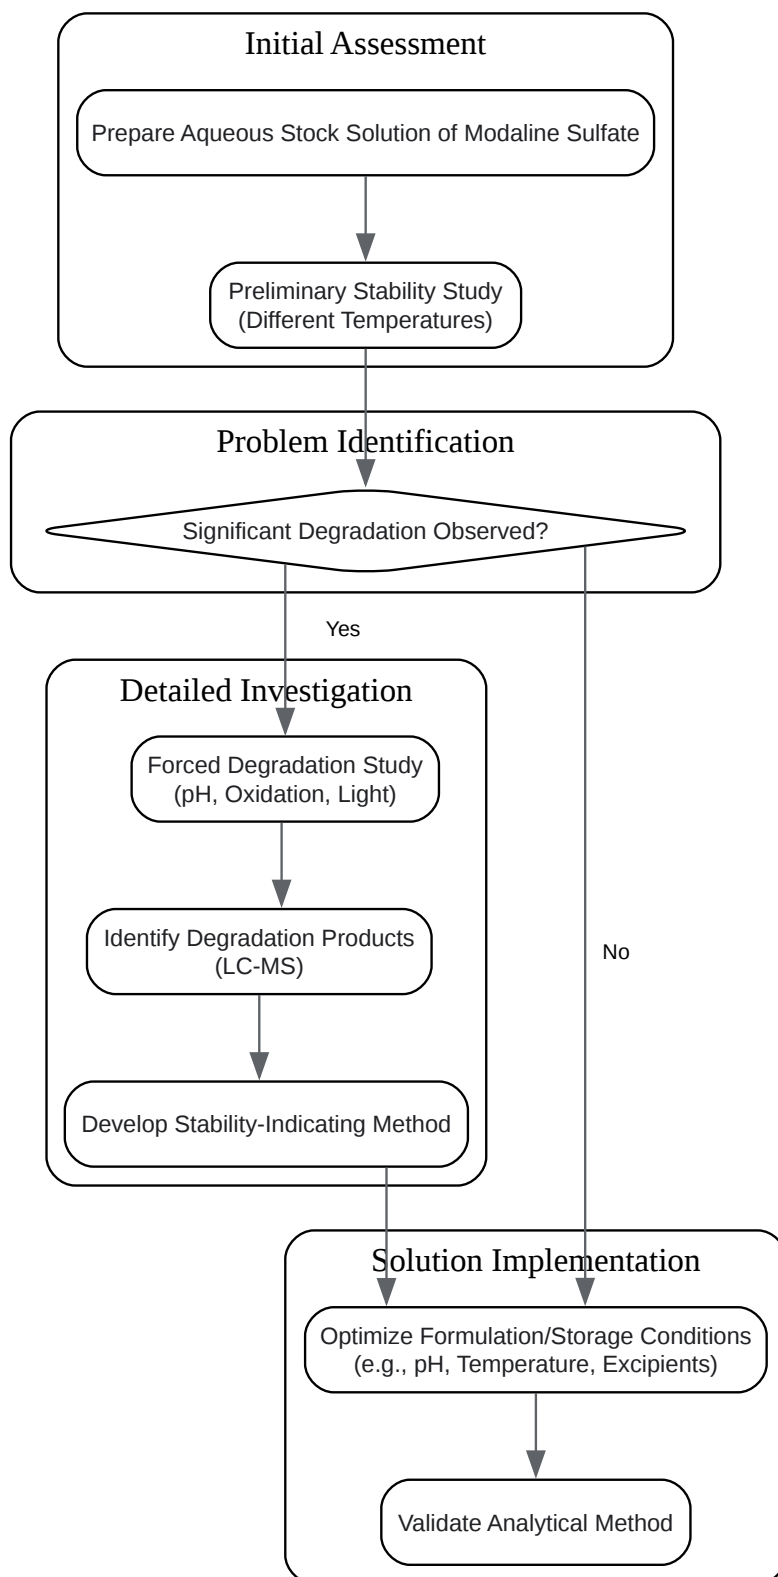 Initial Assessment
Prepare Aqueous Stock Solution of Modaline Sulfate
Preliminary Stability Study
(Different Temperatures)
Problem Identification
Significant Degradation Observed?
Yes
Detailed Investigation
Forced Degradation Study
(pH, Oxidation, Light)
Identify Degradation Products
(LC-MS)
No
Develop Stability-Indicating Method
Solution Implementation
Optimize Formulation/Storage Conditions
(e.g., pH, Temperature, Excipients)
Validate Analytical Method